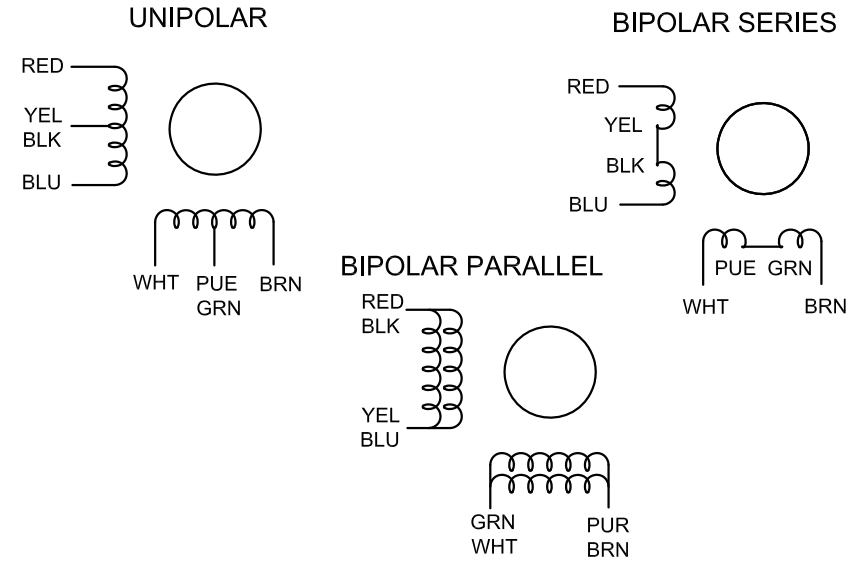 UNIPOLAR
RED
YEL
BLK
BLU
WHT PUE BRN
GRN
BIPOLAR SERIES
RED
YEL
BLK
BLU
PUE GRN
WHT BRN
BIPOLAR PARALLEL
RED
BLK
YEL
BLU
GRN PUR
WHT BRN